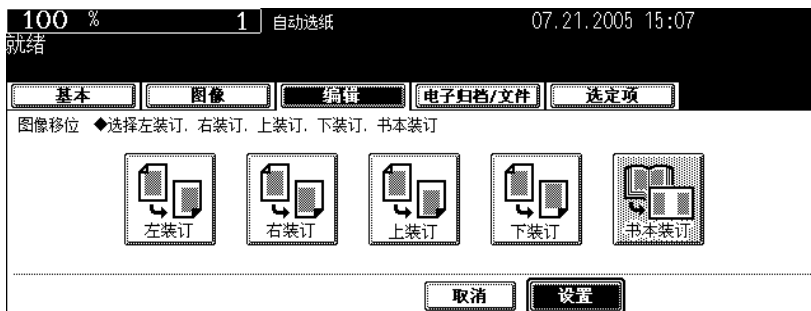 100 % 1 自动选纸 07.21.2005 15:07
就绪
基本 图像 编辑 电子归档/文件 选定项
图像移位 ◆选择左装订. 右装订. 上装订. 下装订. 书本装订
左装订 右装订 上装订 下装订 书本装订
取消 设置